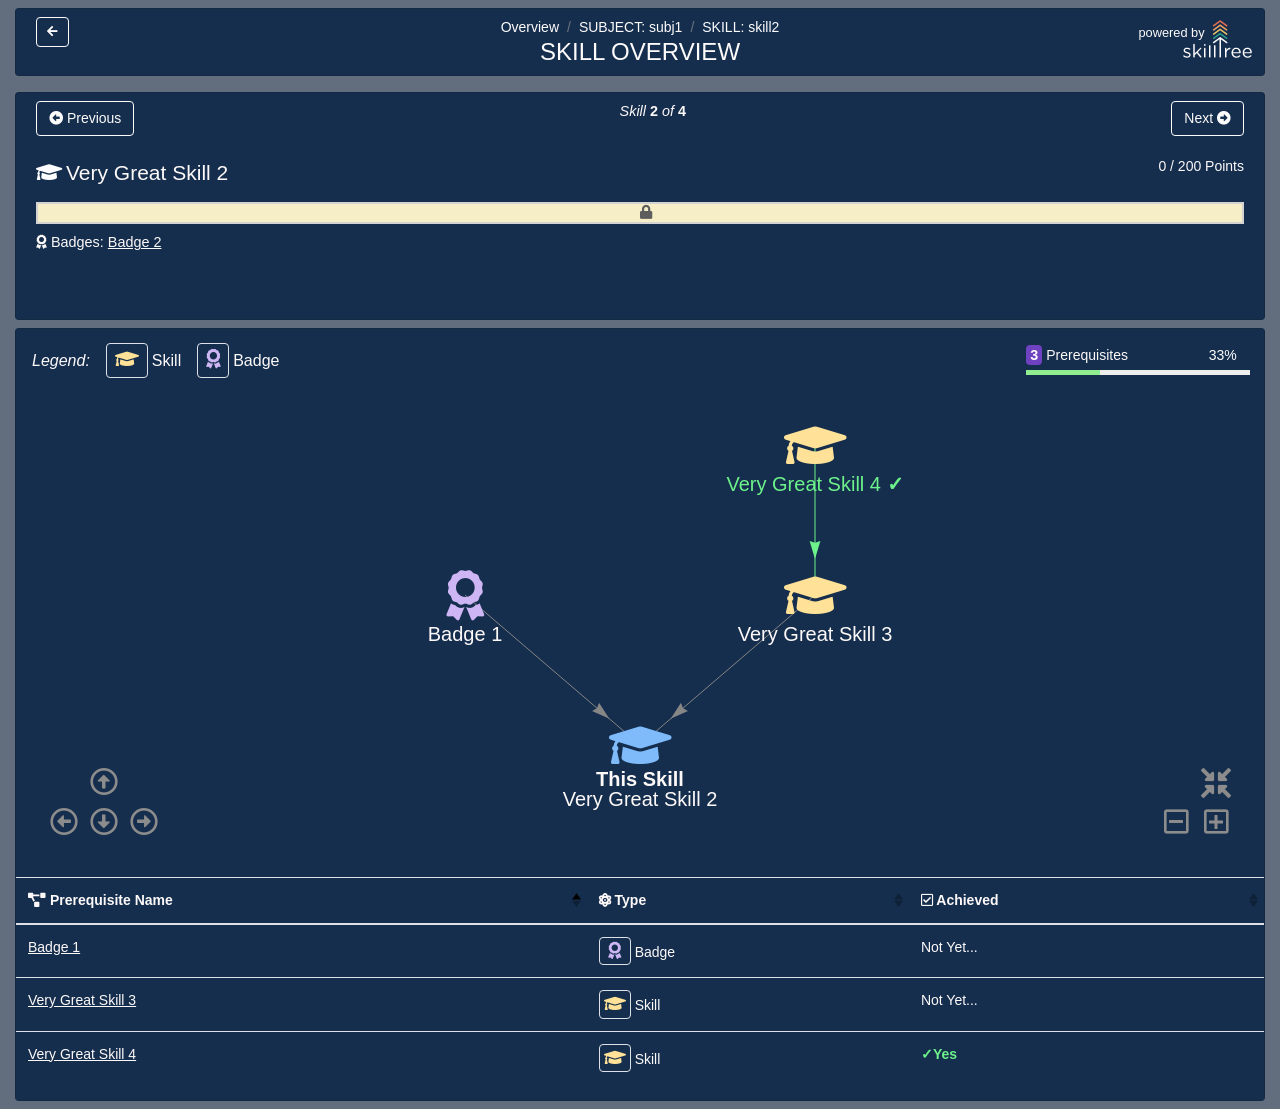 Overview / SUBJECT: subj1 / SKILL: skill2
SKILL OVERVIEW
powered by
skilltree
Previous
Skill 2 of 4
Next
Very Great Skill 2
0 / 200 Points
Badges: Badge 2
Legend: Skill Badge
3 Prerequisites 33%
Very Great Skill 4 ✓
Badge 1
Very Great Skill 3
This Skill
Very Great Skill 2
Prerequisite Name Type Achieved
Badge 1 Badge Not Yet...
Very Great Skill 3 Skill Not Yet...
Very Great Skill 4 Skill ✓Yes